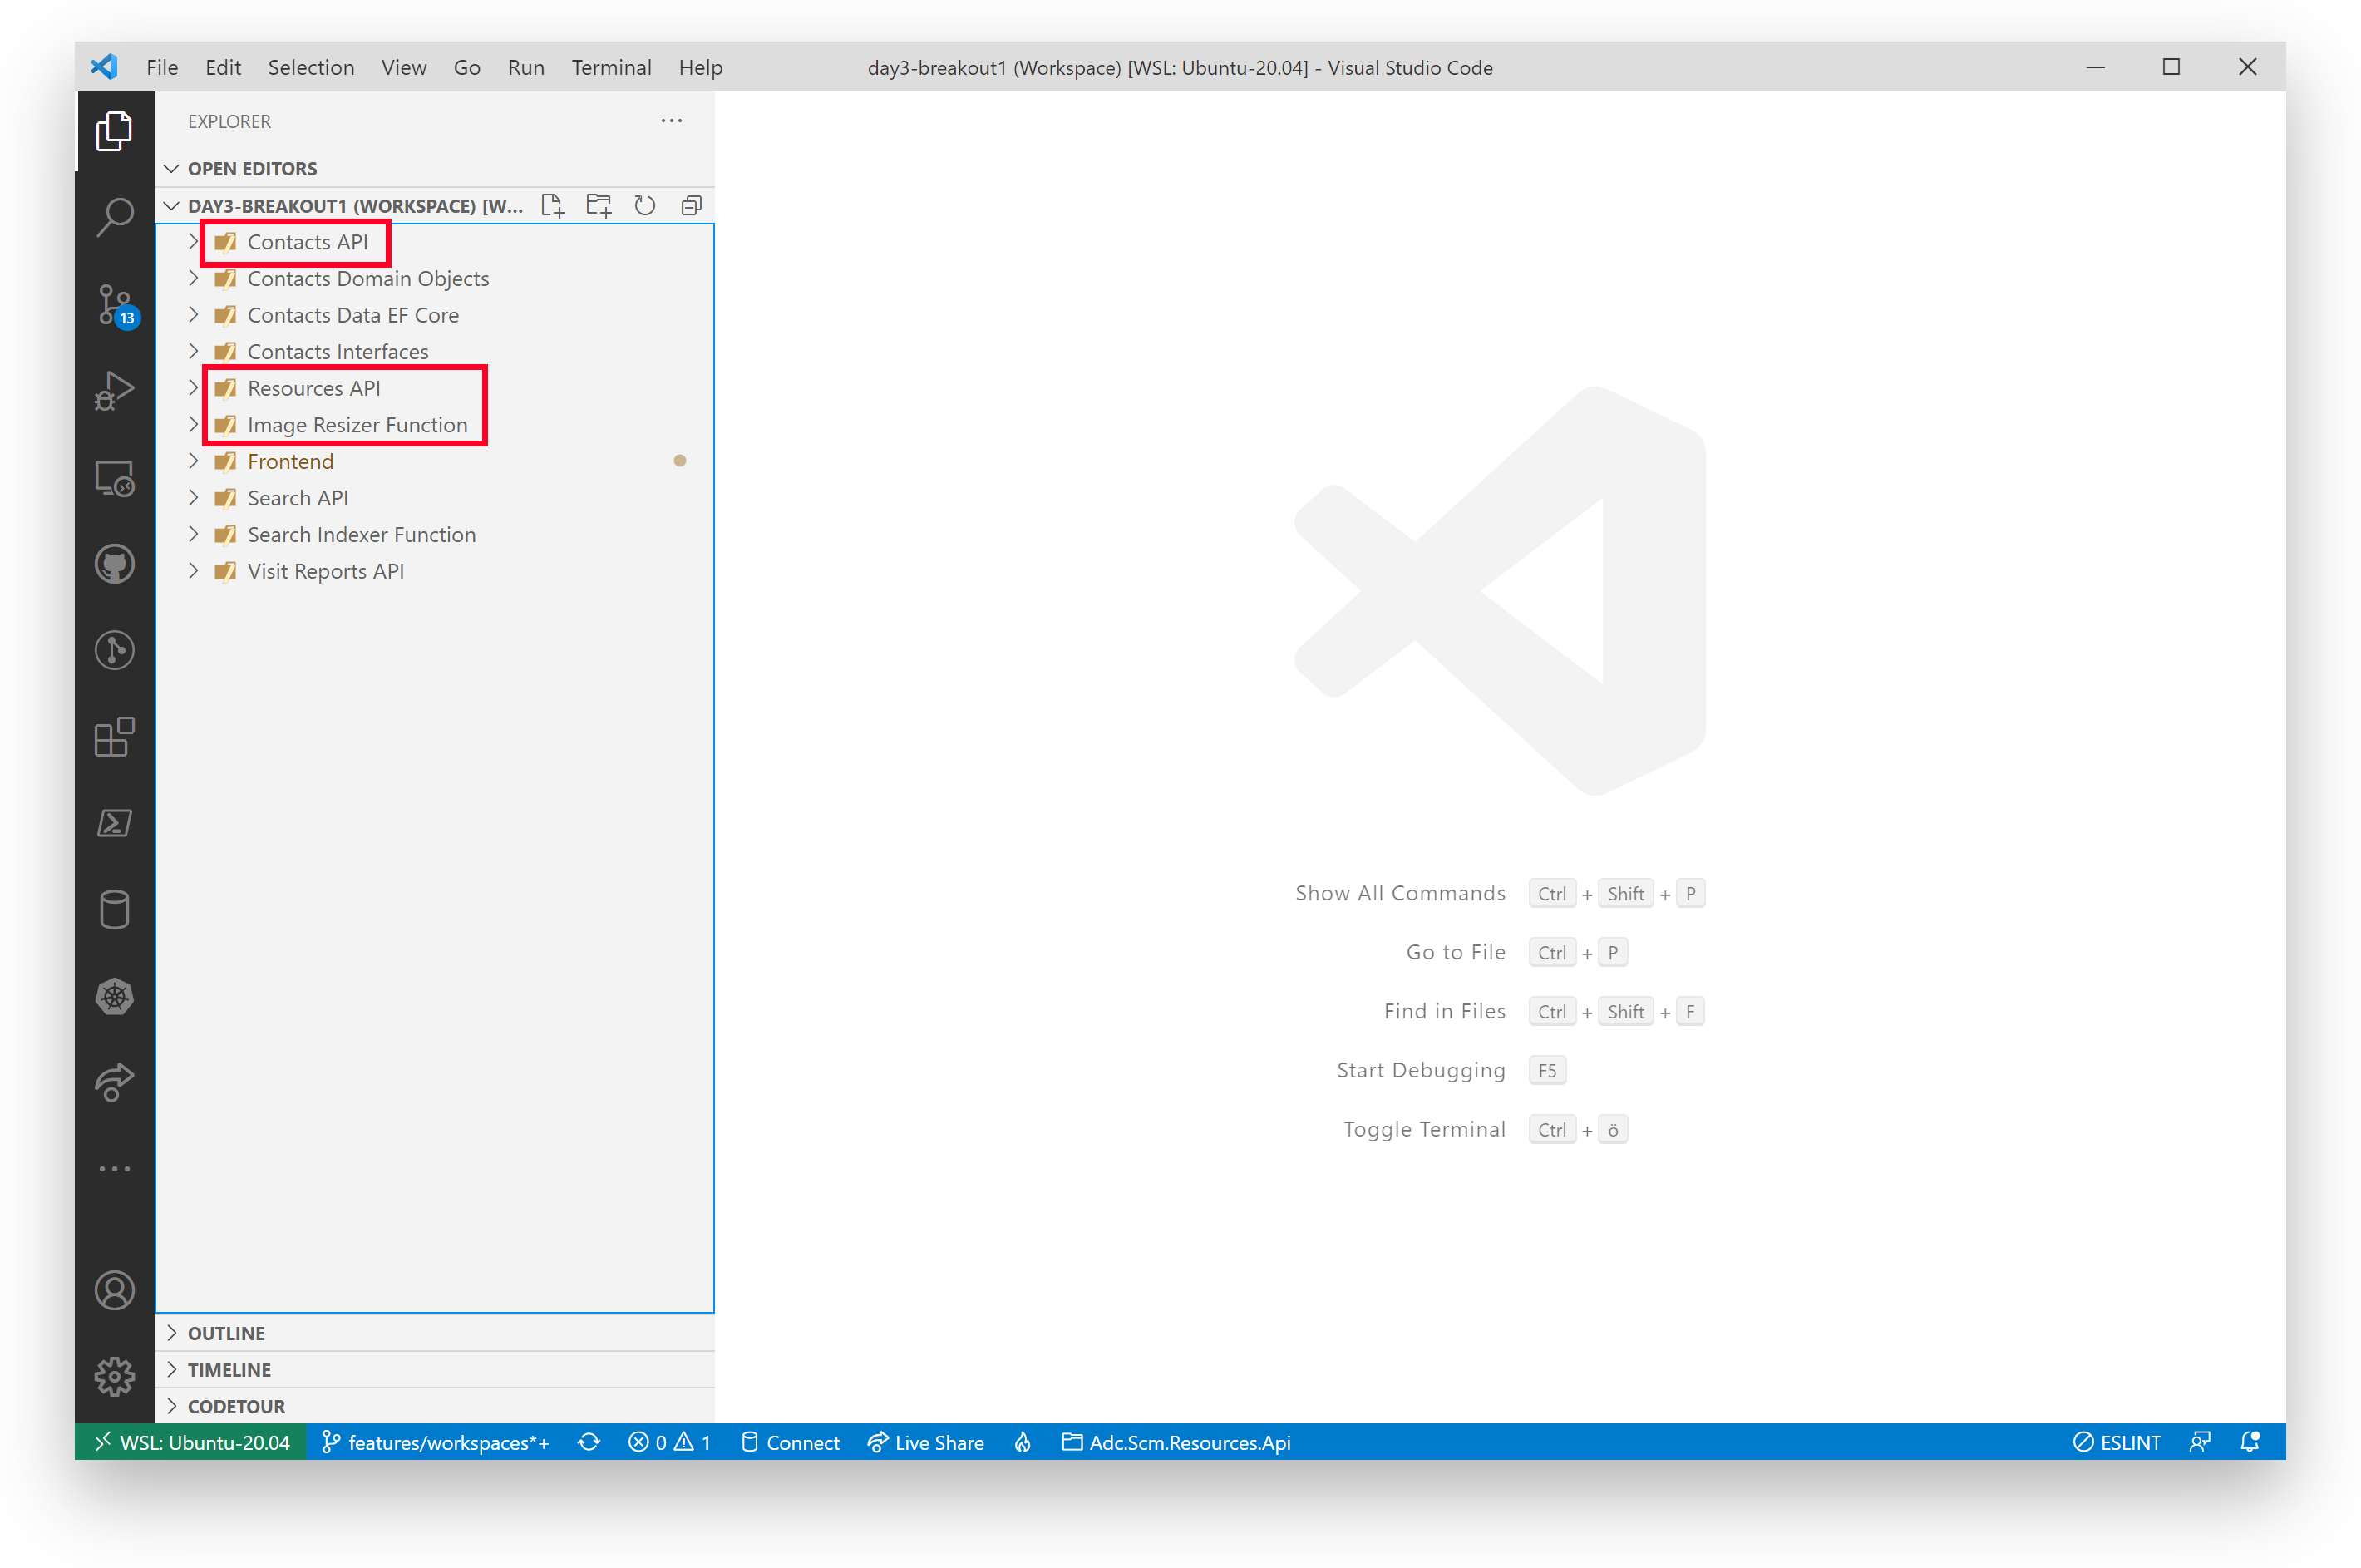 File Edit Selection View Go Run Terminal Help
day3-breakout1 (Workspace) [WSL: Ubuntu-20.04] - Visual Studio Code
EXPLORER
OPEN EDITORS
DAY3-BREAKOUT1 (WORKSPACE) [W...
Contacts API
Contacts Domain Objects
Contacts Data EF Core
Contacts Interfaces
Resources API
Image Resizer Function
Frontend
Search API
Search Indexer Function
Visit Reports API
13
Show All Commands Ctrl + Shift + P
Go to File Ctrl + P
Find in Files Ctrl + Shift + F
Start Debugging F5
Toggle Terminal Ctrl + ö
OUTLINE
TIMELINE
CODETOUR
WSL: Ubuntu-20.04 features/workspaces*+ 0 1 Connect Live Share Adc.Scm.Resources.Api ESLINT